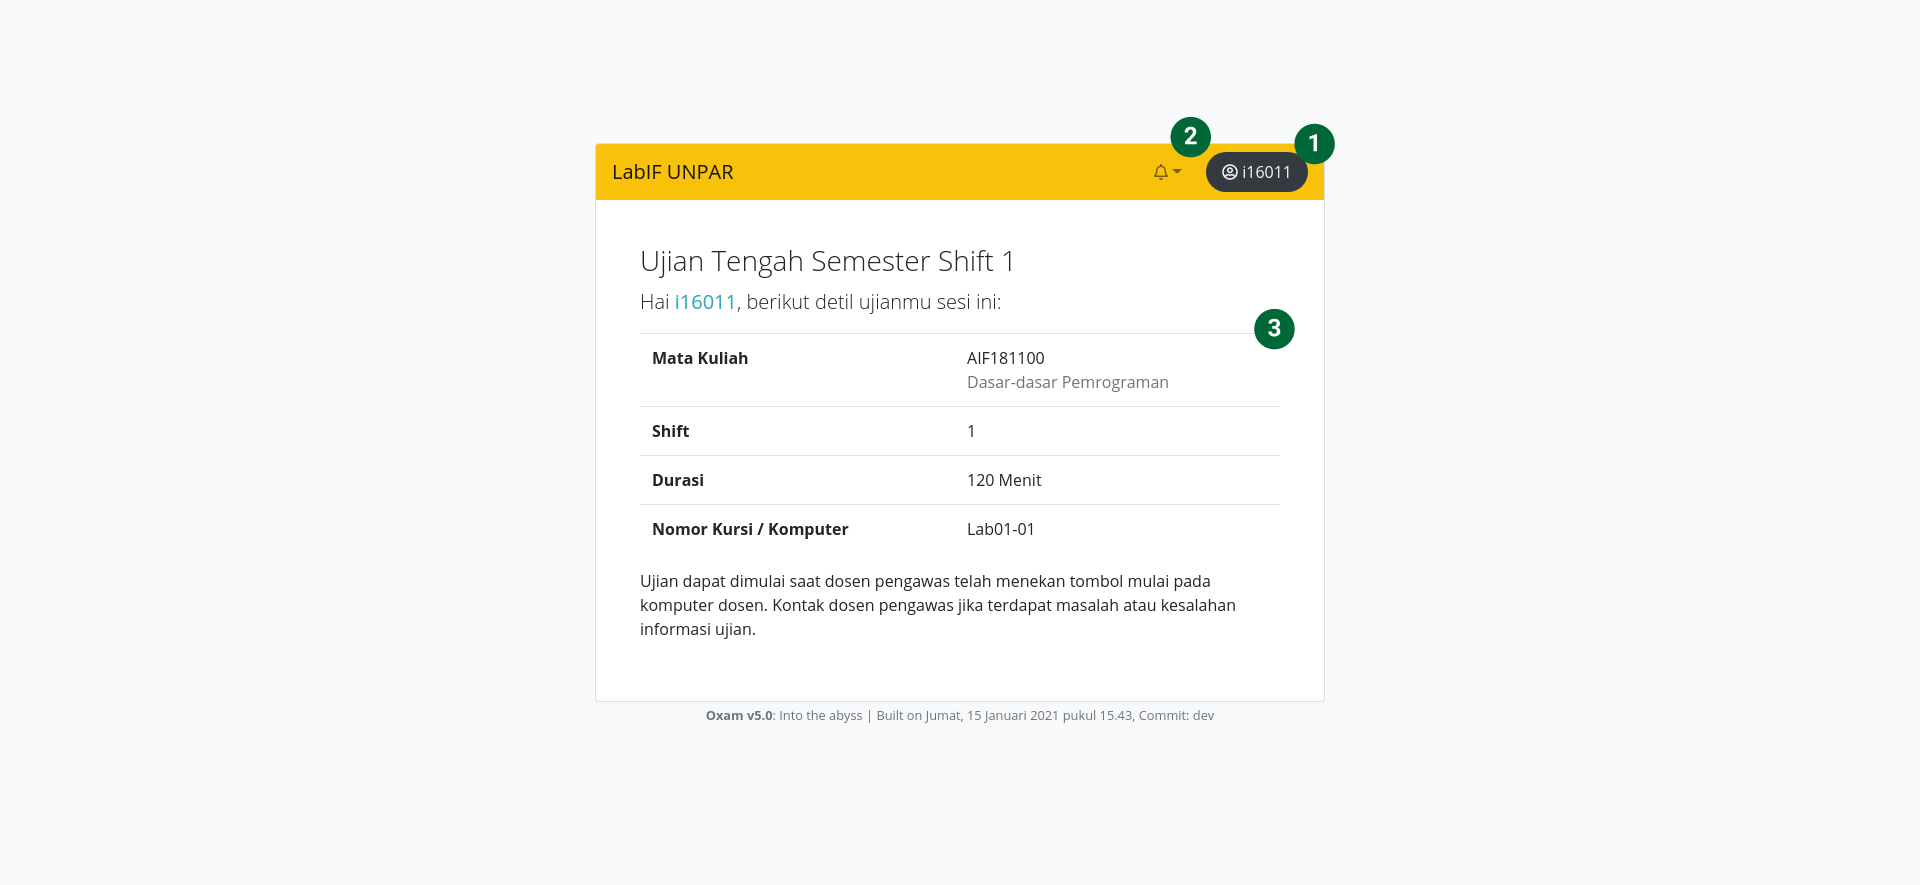 2
1
LabIF UNPAR
i16011
Ujian Tengah Semester Shift 1
Hai i16011, berikut detil ujianmu sesi ini:
3
Mata Kuliah AIF181100
Dasar-dasar Pemrograman
Shift 1
Durasi 120 Menit
Nomor Kursi / Komputer Lab01-01
Ujian dapat dimulai saat dosen pengawas telah menekan tombol mulai pada
komputer dosen. Kontak dosen pengawas jika terdapat masalah atau kesalahan
informasi ujian.
Oxam v5.0: Into the abyss | Built on Jumat, 15 Januari 2021 pukul 15.43, Commit: dev